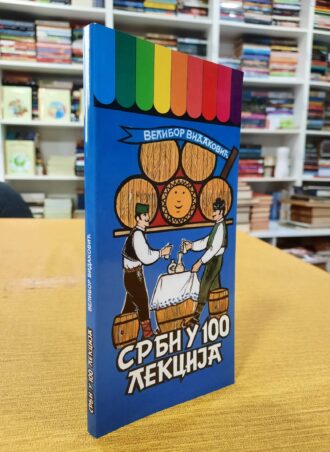 ВЕЛИБОР ВИДАКОВИЋ
СРБИ У 100
ЛЕКЦИЈА
СРБИ У 100 ЛЕКЦИЈА
ВЕЛИБОР ВИДАКОВИЋ